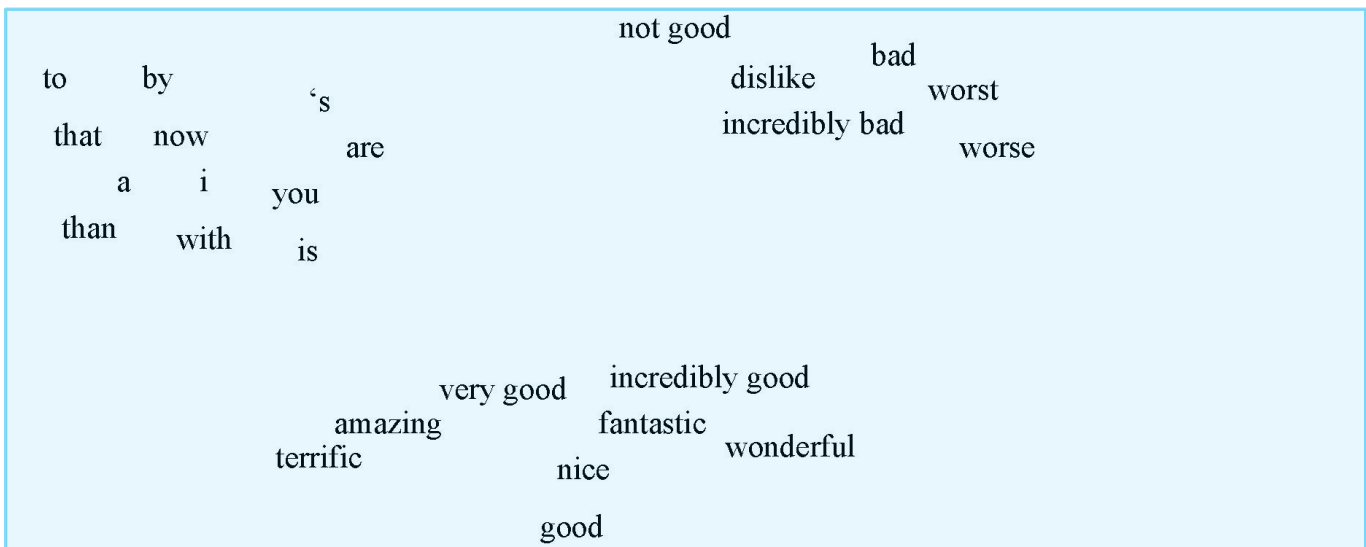 not good
bad
to by dislike
‘s worst
that now incredibly bad
are worse
a i
you
than with
is
very good incredibly good
amazing fantastic
terrific wonderful
nice
good